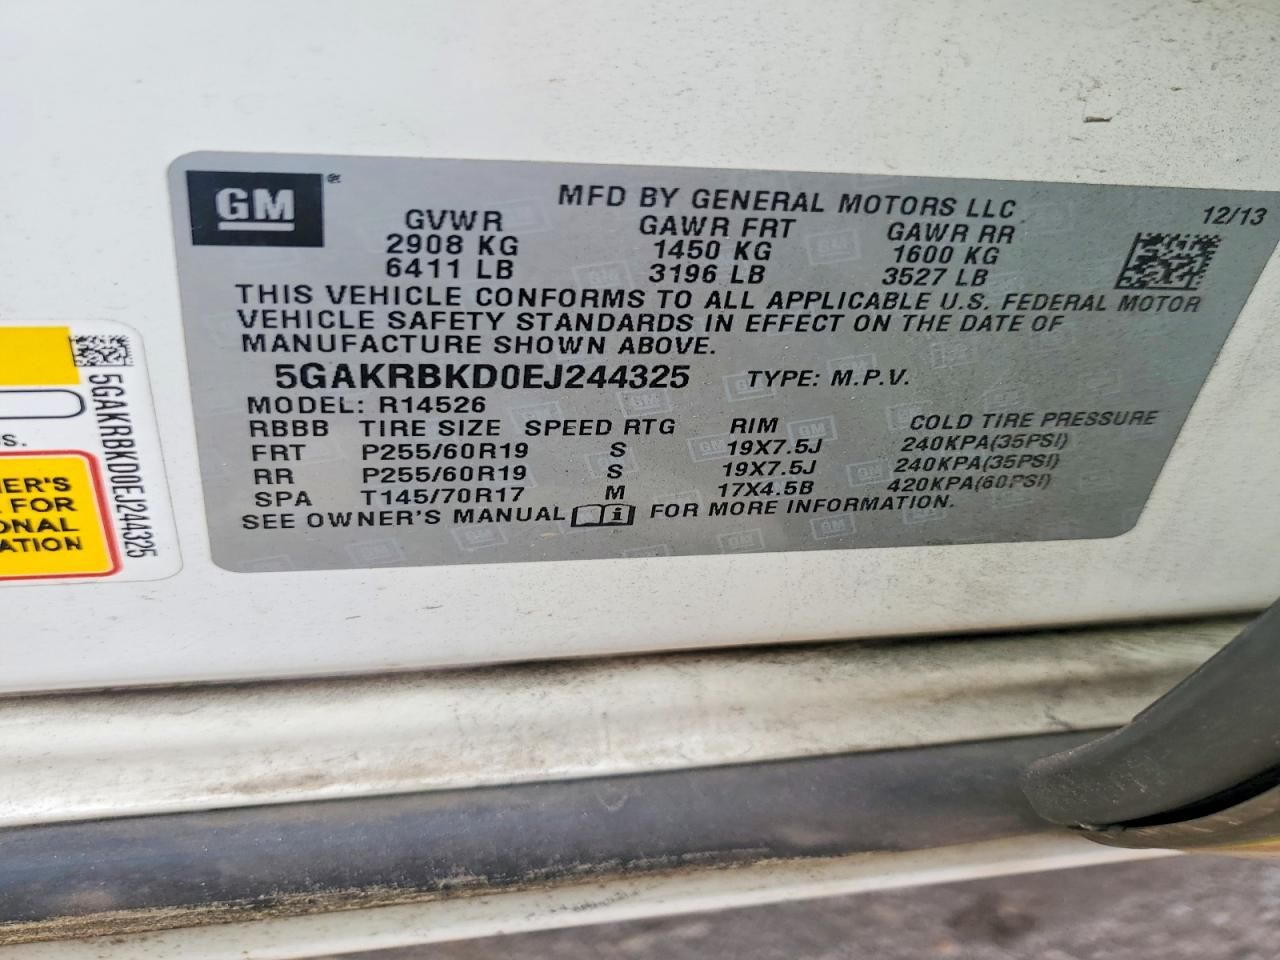 GM®
MFD BY GENERAL MOTORS LLC
12/13
GVWR GAWR FRT GAWR RR
2908 KG 1450 KG 1600 KG
6411 LB 3196 LB 3527 LB
THIS VEHICLE CONFORMS TO ALL APPLICABLE U.S. FEDERAL MOTOR
VEHICLE SAFETY STANDARDS IN EFFECT ON THE DATE OF
MANUFACTURE SHOWN ABOVE.
5GAKRBKD0EJ244325 TYPE: M.P.V.
MODEL: R14526
RBBB TIRE SIZE SPEED RTG RIM COLD TIRE PRESSURE
FRT P255/60R19 S 19X7.5J 240KPA(35PSI)
RR P255/60R19 S 19X7.5J 240KPA(35PSI)
SPA T145/70R17 M 17X4.5B 420KPA(60PSI)
SEE OWNER'S MANUAL i FOR MORE INFORMATION.
5GAKRBKD0EJ244325
S.
ER'S
FOR
ONAL
ATION